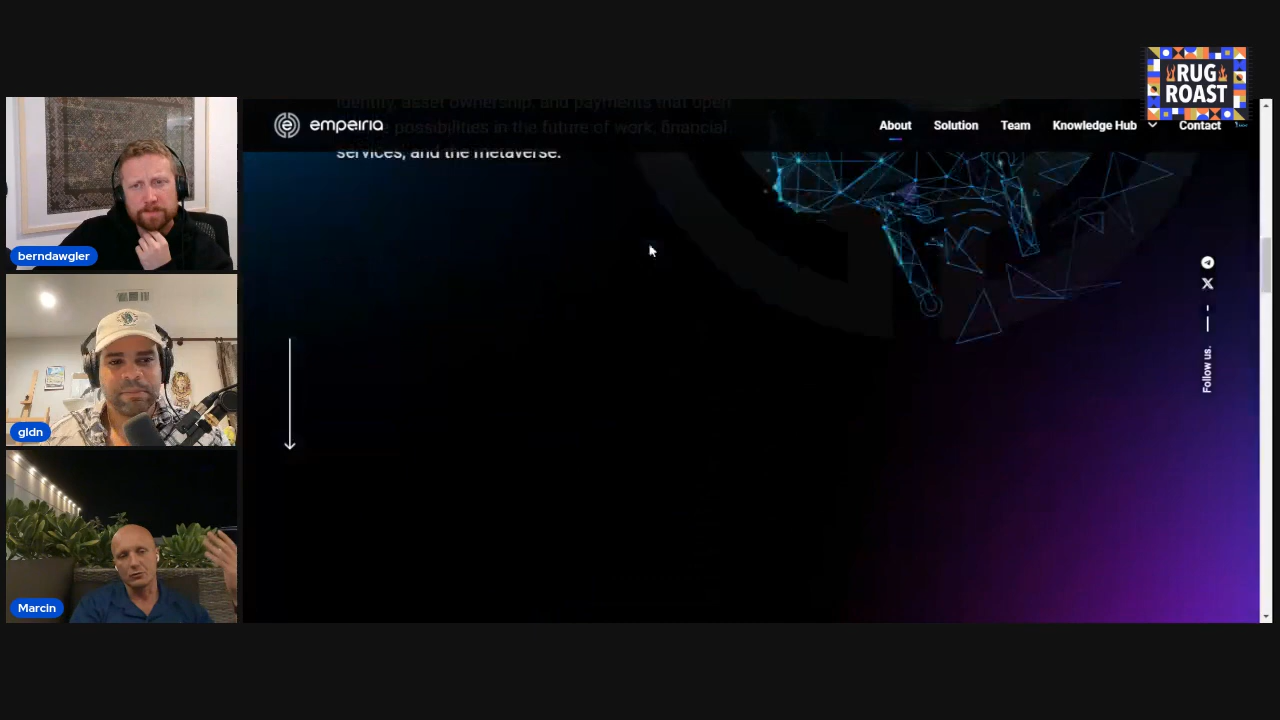 RUG
ROAST
identity, asset ownership, and payments that open
empeiria
About
Solution
Team
Knowledge Hub
Contact
possibilities in the future of work, financial
services, and the metaverse.
Follow us.
berndawgler
gldn
Marcin